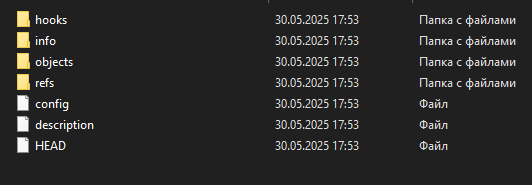 hooks 30.05.2025 17:53 Папка с файлами
info 30.05.2025 17:53 Папка с файлами
objects 30.05.2025 17:53 Папка с файлами
refs 30.05.2025 17:53 Папка с файлами
config 30.05.2025 17:53 Файл
description 30.05.2025 17:53 Файл
HEAD 30.05.2025 17:53 Файл